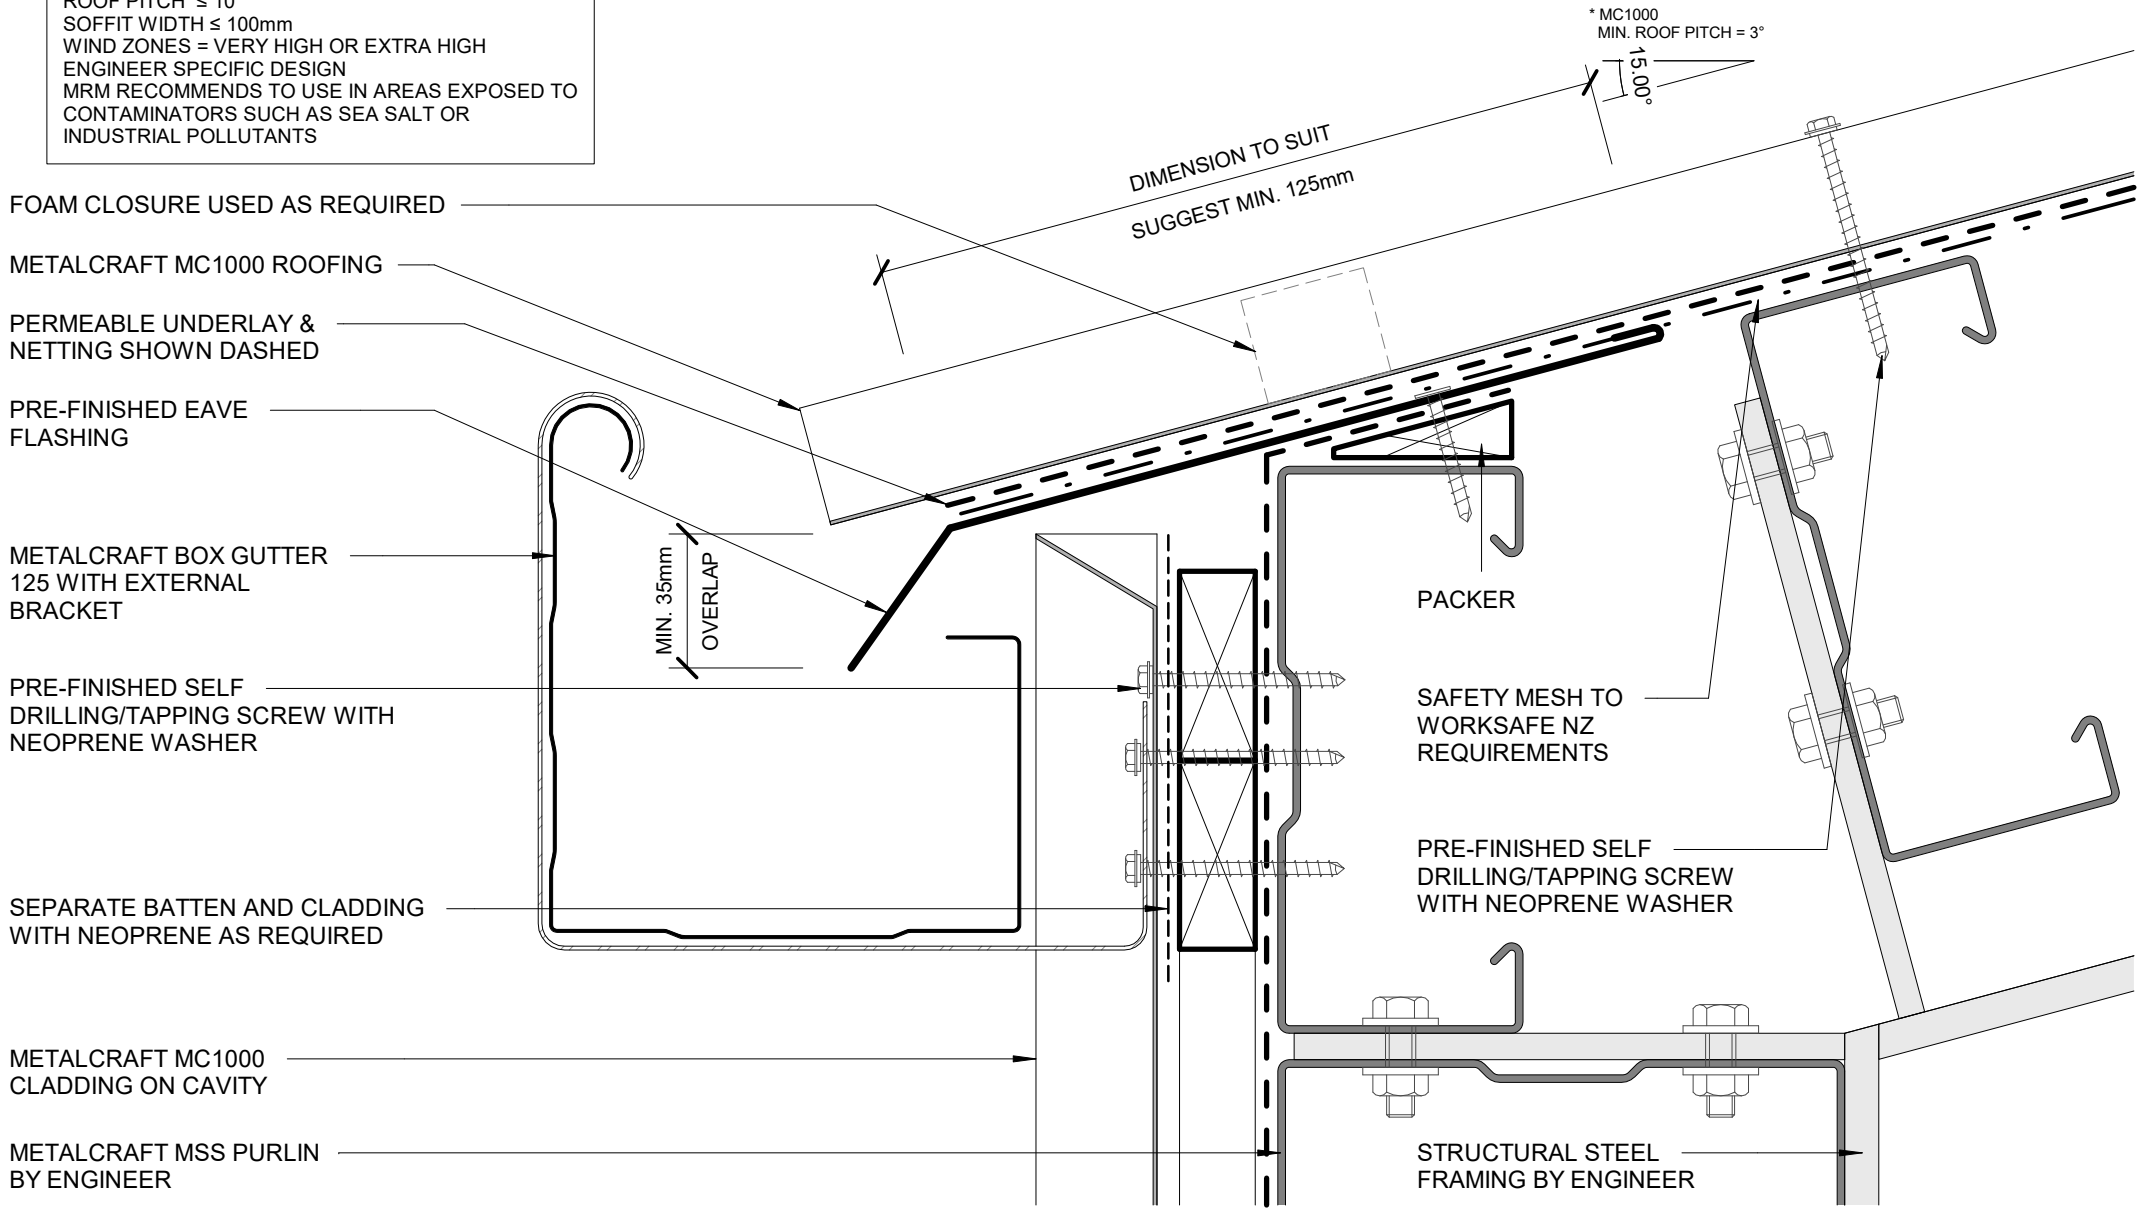 ROOF PITCH ≤ 10
SOFFIT WIDTH ≤ 100mm
WIND ZONES = VERY HIGH OR EXTRA HIGH
ENGINEER SPECIFIC DESIGN
MRM RECOMMENDS TO USE IN AREAS EXPOSED TO
CONTAMINATORS SUCH AS SEA SALT OR
INDUSTRIAL POLLUTANTS
* MC1000
MIN. ROOF PITCH = 3°
15.00°
DIMENSION TO SUIT
SUGGEST MIN. 125mm
FOAM CLOSURE USED AS REQUIRED
METALCRAFT MC1000 ROOFING
PERMEABLE UNDERLAY &
NETTING SHOWN DASHED
PRE-FINISHED EAVE
FLASHING
METALCRAFT BOX GUTTER
125 WITH EXTERNAL
BRACKET
MIN. 35mm
OVERLAP
PRE-FINISHED SELF
DRILLING/TAPPING SCREW WITH
NEOPRENE WASHER
SEPARATE BATTEN AND CLADDING
WITH NEOPRENE AS REQUIRED
METALCRAFT MC1000
CLADDING ON CAVITY
METALCRAFT MSS PURLIN
BY ENGINEER
PACKER
SAFETY MESH TO
WORKSAFE NZ
REQUIREMENTS
PRE-FINISHED SELF
DRILLING/TAPPING SCREW
WITH NEOPRENE WASHER
STRUCTURAL STEEL
FRAMING BY ENGINEER